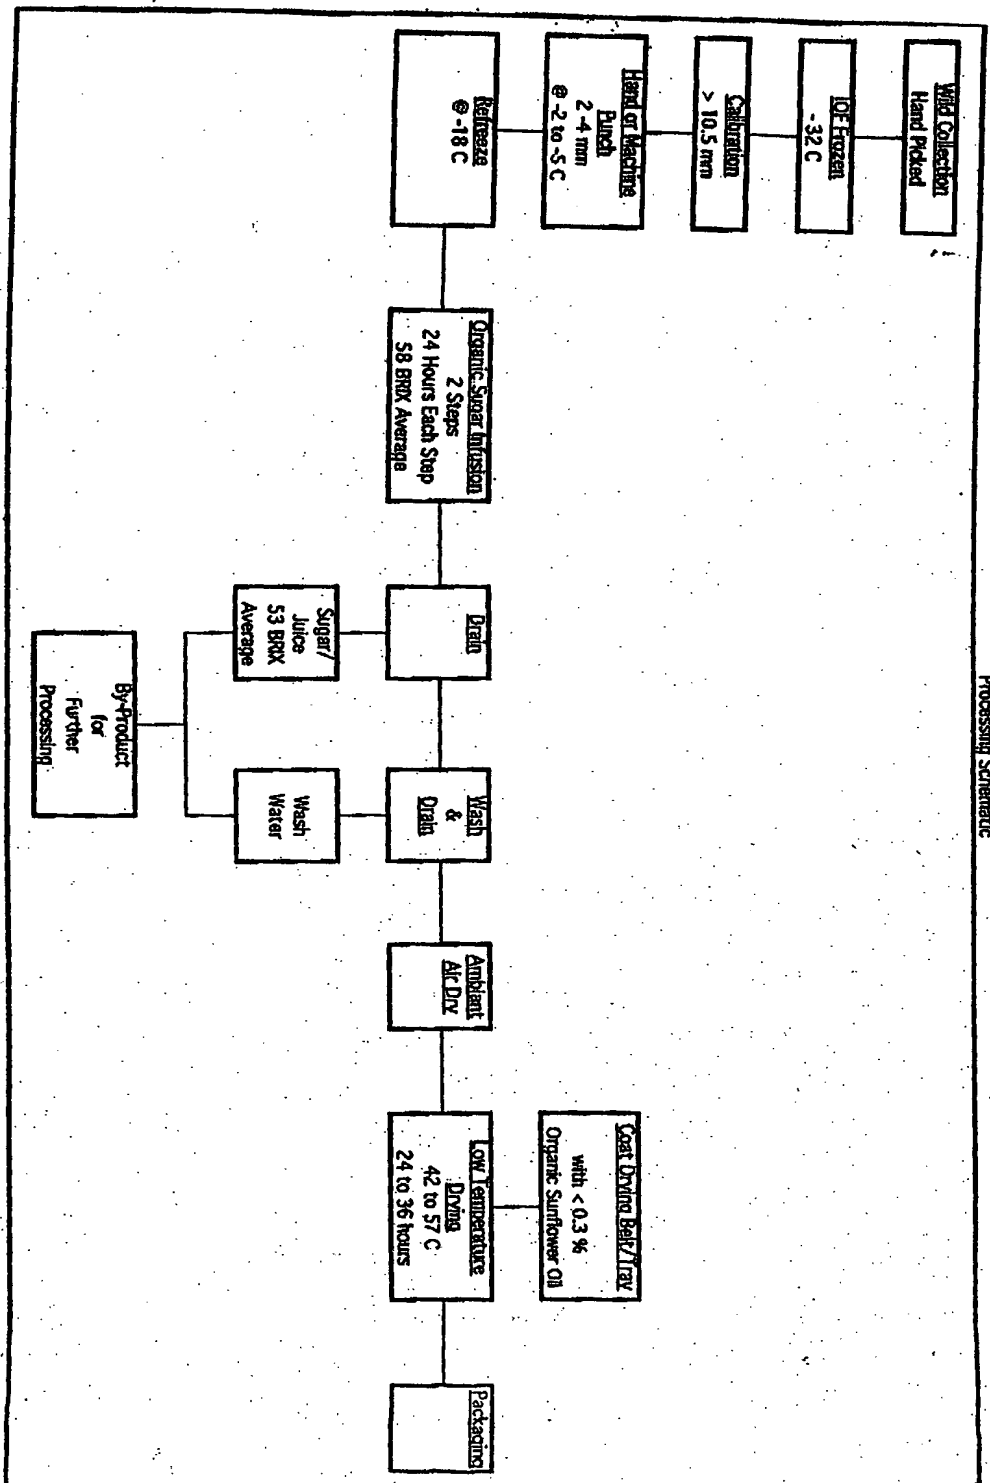 Processing Schematic
Wild Collection
Hand Picked
IQF Frozen
- 32 C
Calibration
> 10.5 mm
Hand or Machine
Punch
2 -4 mm
@ -2 to -5 C
Refreeze
@ -18 C
Organic Sugar Infusion
2 Steps
24 Hours Each Step
58 BRIX Average
Drain
Sugar/
Juice
53 BRIX
Average
Wash
&
Drain
Wash
Water
By-Product
for
Further
Processing
Ambiant
Air Dry
Coat Drying Belt/Tray
with < 0.3 %
Organic Sunflower Oil
Low Temperature
Drying
42 to 57 C
24 to 36 hours
Packaging